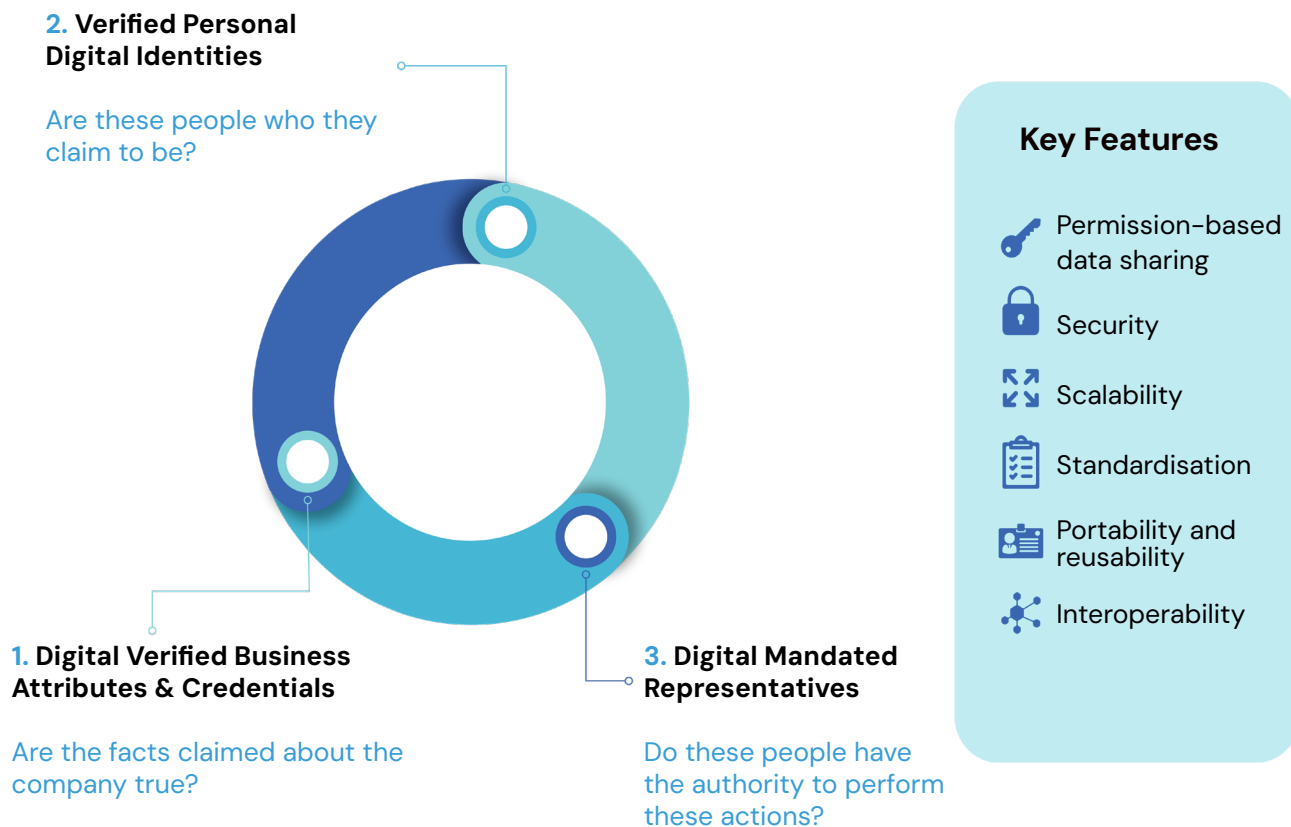 2. Verified Personal
Digital Identities
Are these people who they
claim to be?
1. Digital Verified Business
Attributes & Credentials
Are the facts claimed about the
company true?
3. Digital Mandated
Representatives
Do these people have
the authority to perform
these actions?
Key Features
Permission-based
data sharing
Security
Scalability
Standardisation
Portability and
reusability
Interoperability